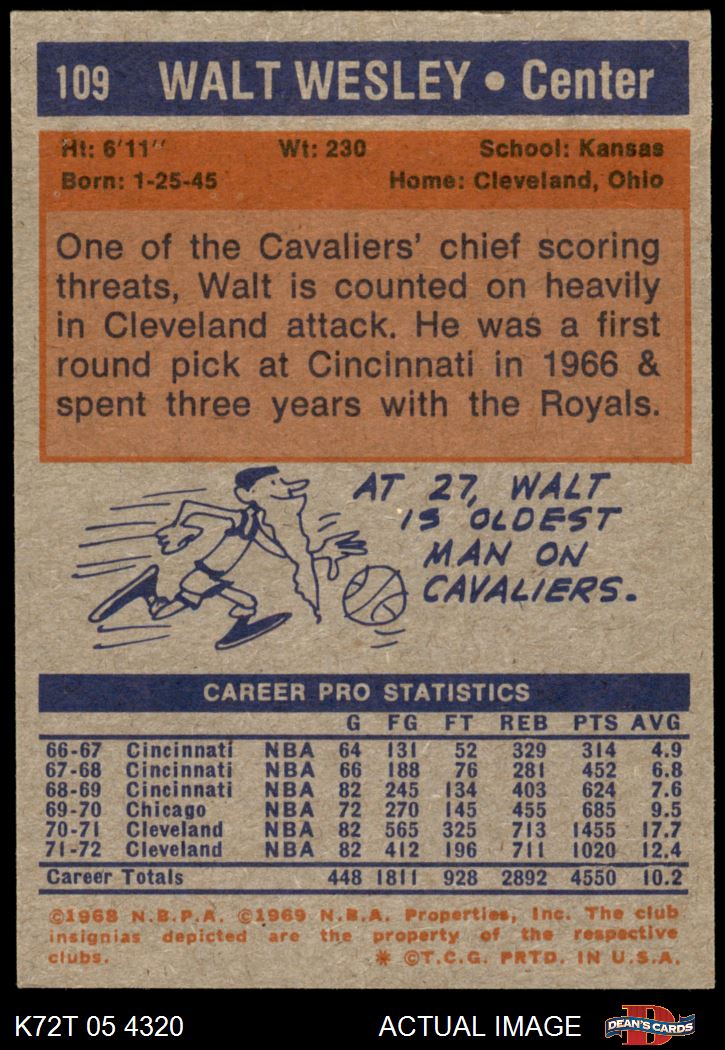 109 WALT WESLEY • Center
Ht: 6'11" Wt: 230 School: Kansas
Born: 1-25-45 Home: Cleveland, Ohio
One of the Cavaliers' chief scoring
threats, Walt is counted on heavily
in Cleveland attack. He was a first
round pick at Cincinnati in 1966 &
spent three years with the Royals.
AT 27, WALT
IS OLDEST
MAN ON
CAVALIERS.
CAREER PRO STATISTICS
G FG FT REB PTS AVG
66-67 Cincinnati NBA 64 131 52 329 314 4.9
67-68 Cincinnati NBA 66 188 76 281 452 6.8
68-69 Cincinnati NBA 82 245 134 403 624 7.6
69-70 Chicago NBA 72 270 145 455 685 9.5
70-71 Cleveland NBA 82 565 325 713 1455 17.7
71-72 Cleveland NBA 82 412 196 711 1020 12.4
Career Totals 448 1811 928 2892 4550 10.2
©1968 N.B.P.A. ©1969 N.B.A. Properties, Inc. The club
insignias depicted are the property of the respective
clubs. * ©T.C.G. PRTD. IN U.S.A.
K72T 05 4320 ACTUAL IMAGE D DEAN'S CARDS